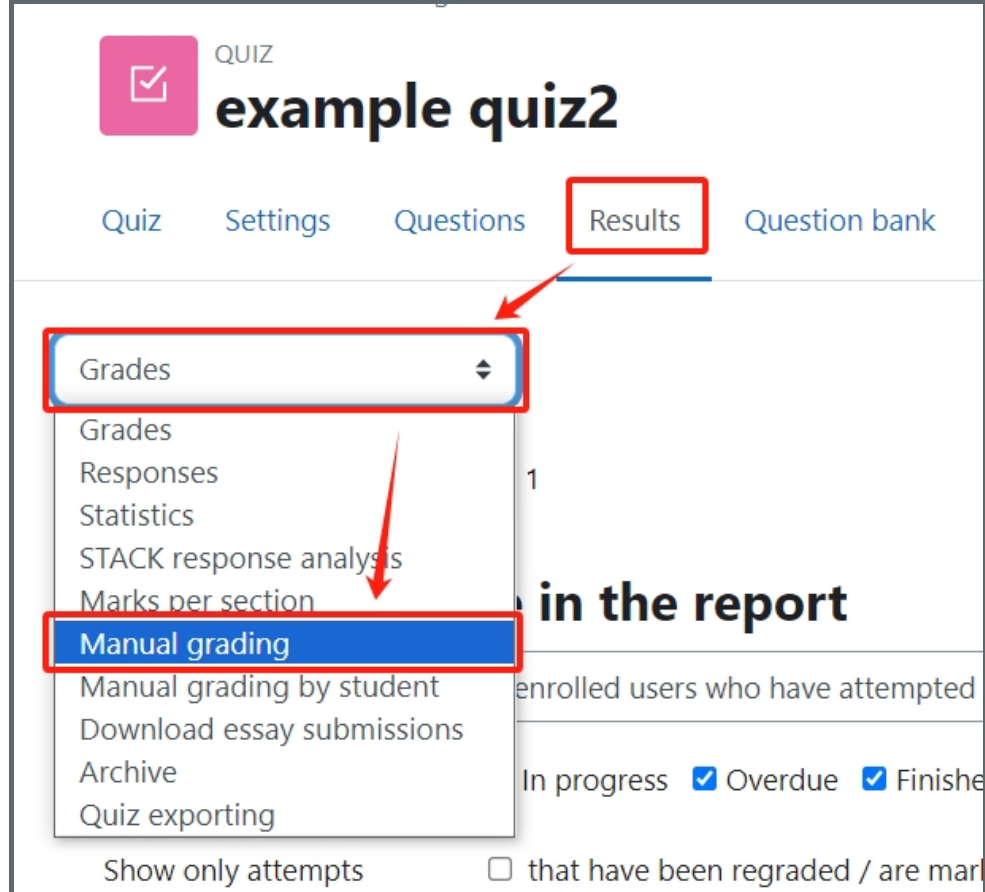 QUIZ
example quiz2
Quiz Settings Questions Results Question bank
Grades
Grades
Responses
1
Statistics
STACK response analysis
Marks per section
in the report
Manual grading
Manual grading by student
enrolled users who have attempted
Download essay submissions
Archive
In progress Overdue Finishe
Quiz exporting
Show only attempts that have been regraded / are mar